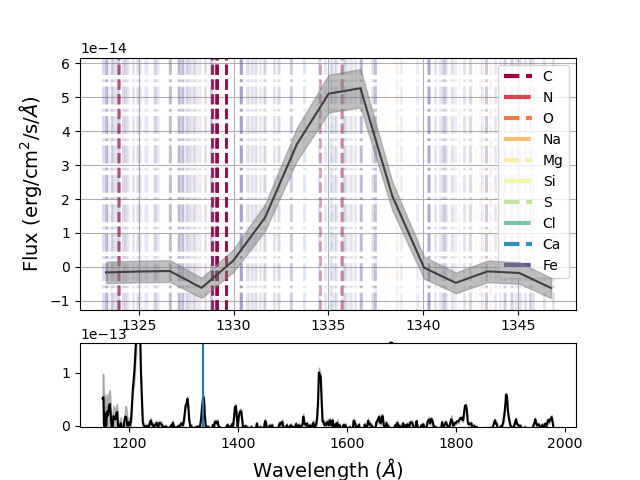 1e−14
6
5
4
3
2
1
0
−1
Flux (erg/cm²/s/Å)
C
N
O
Na
Mg
Si
S
Cl
Ca
Fe
1325 1330 1335 1340 1345
1e−13
1
0
1200 1400 1600 1800 2000
Wavelength (Å)